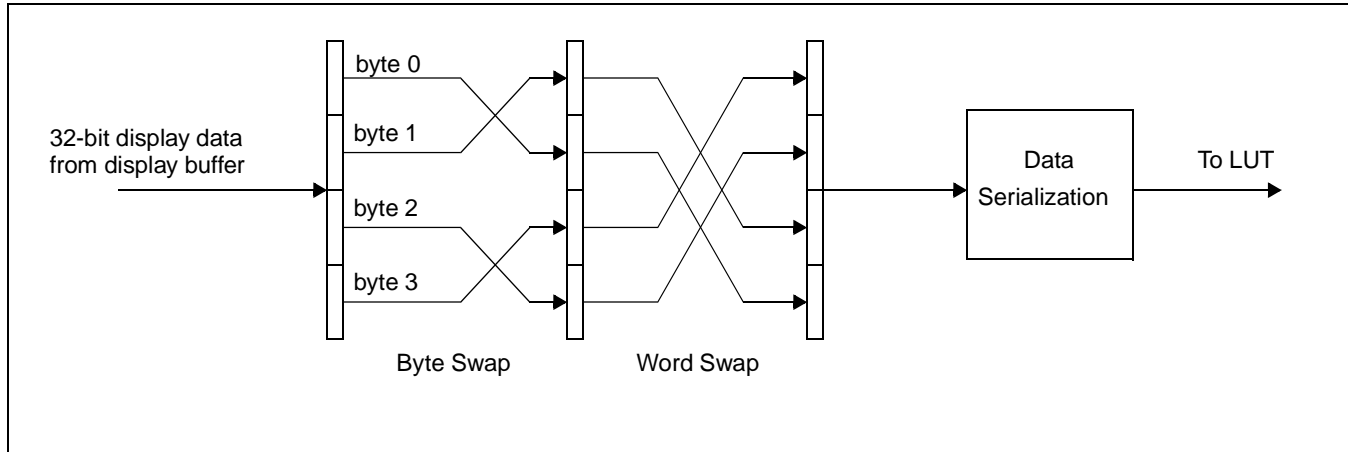 byte 0
byte 1
32-bit display data
from display buffer
byte 2
byte 3
Byte Swap
Word Swap
Data
Serialization
To LUT